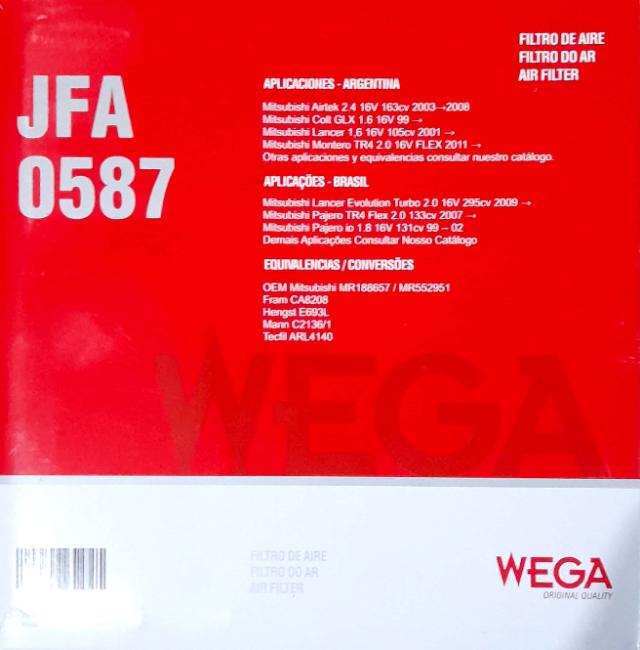 FILTRO DE AIRE
FILTRO DO AR
AIR FILTER
JFA
0587
APLICACIONES - ARGENTINA
Mitsubishi Airtek 2.4 16V 163cv 2003→2008
Mitsubishi Colt GLX 1.6 16V 99 →
Mitsubishi Lancer 1,6 16V 105cv 2001 →
Mitsubishi Montero TR4 2.0 16V FLEX 2011 →
Otras aplicaciones y equivalencias consultar nuestro catálogo.
APLICAÇÕES - BRASIL
Mitsubishi Lancer Evolution Turbo 2.0 16V 295cv 2009 →
Mitsubishi Pajero TR4 Flex 2.0 133cv 2007 →
Mitsubishi Pajero io 1.8 16V 131cv 99 – 02
Demais Aplicações Consultar Nosso Catálogo
EQUIVALENCIAS / CONVERSÕES
OEM Mitsubishi MR188657 / MR552951
Fram CA8208
Hengst E693L
Mann C2136/1
Tecfil ARL4140
WEGA
FILTRO DE AIRE
FILTRO DO AR
AIR FILTER
WEGA
ORIGINAL QUALITY